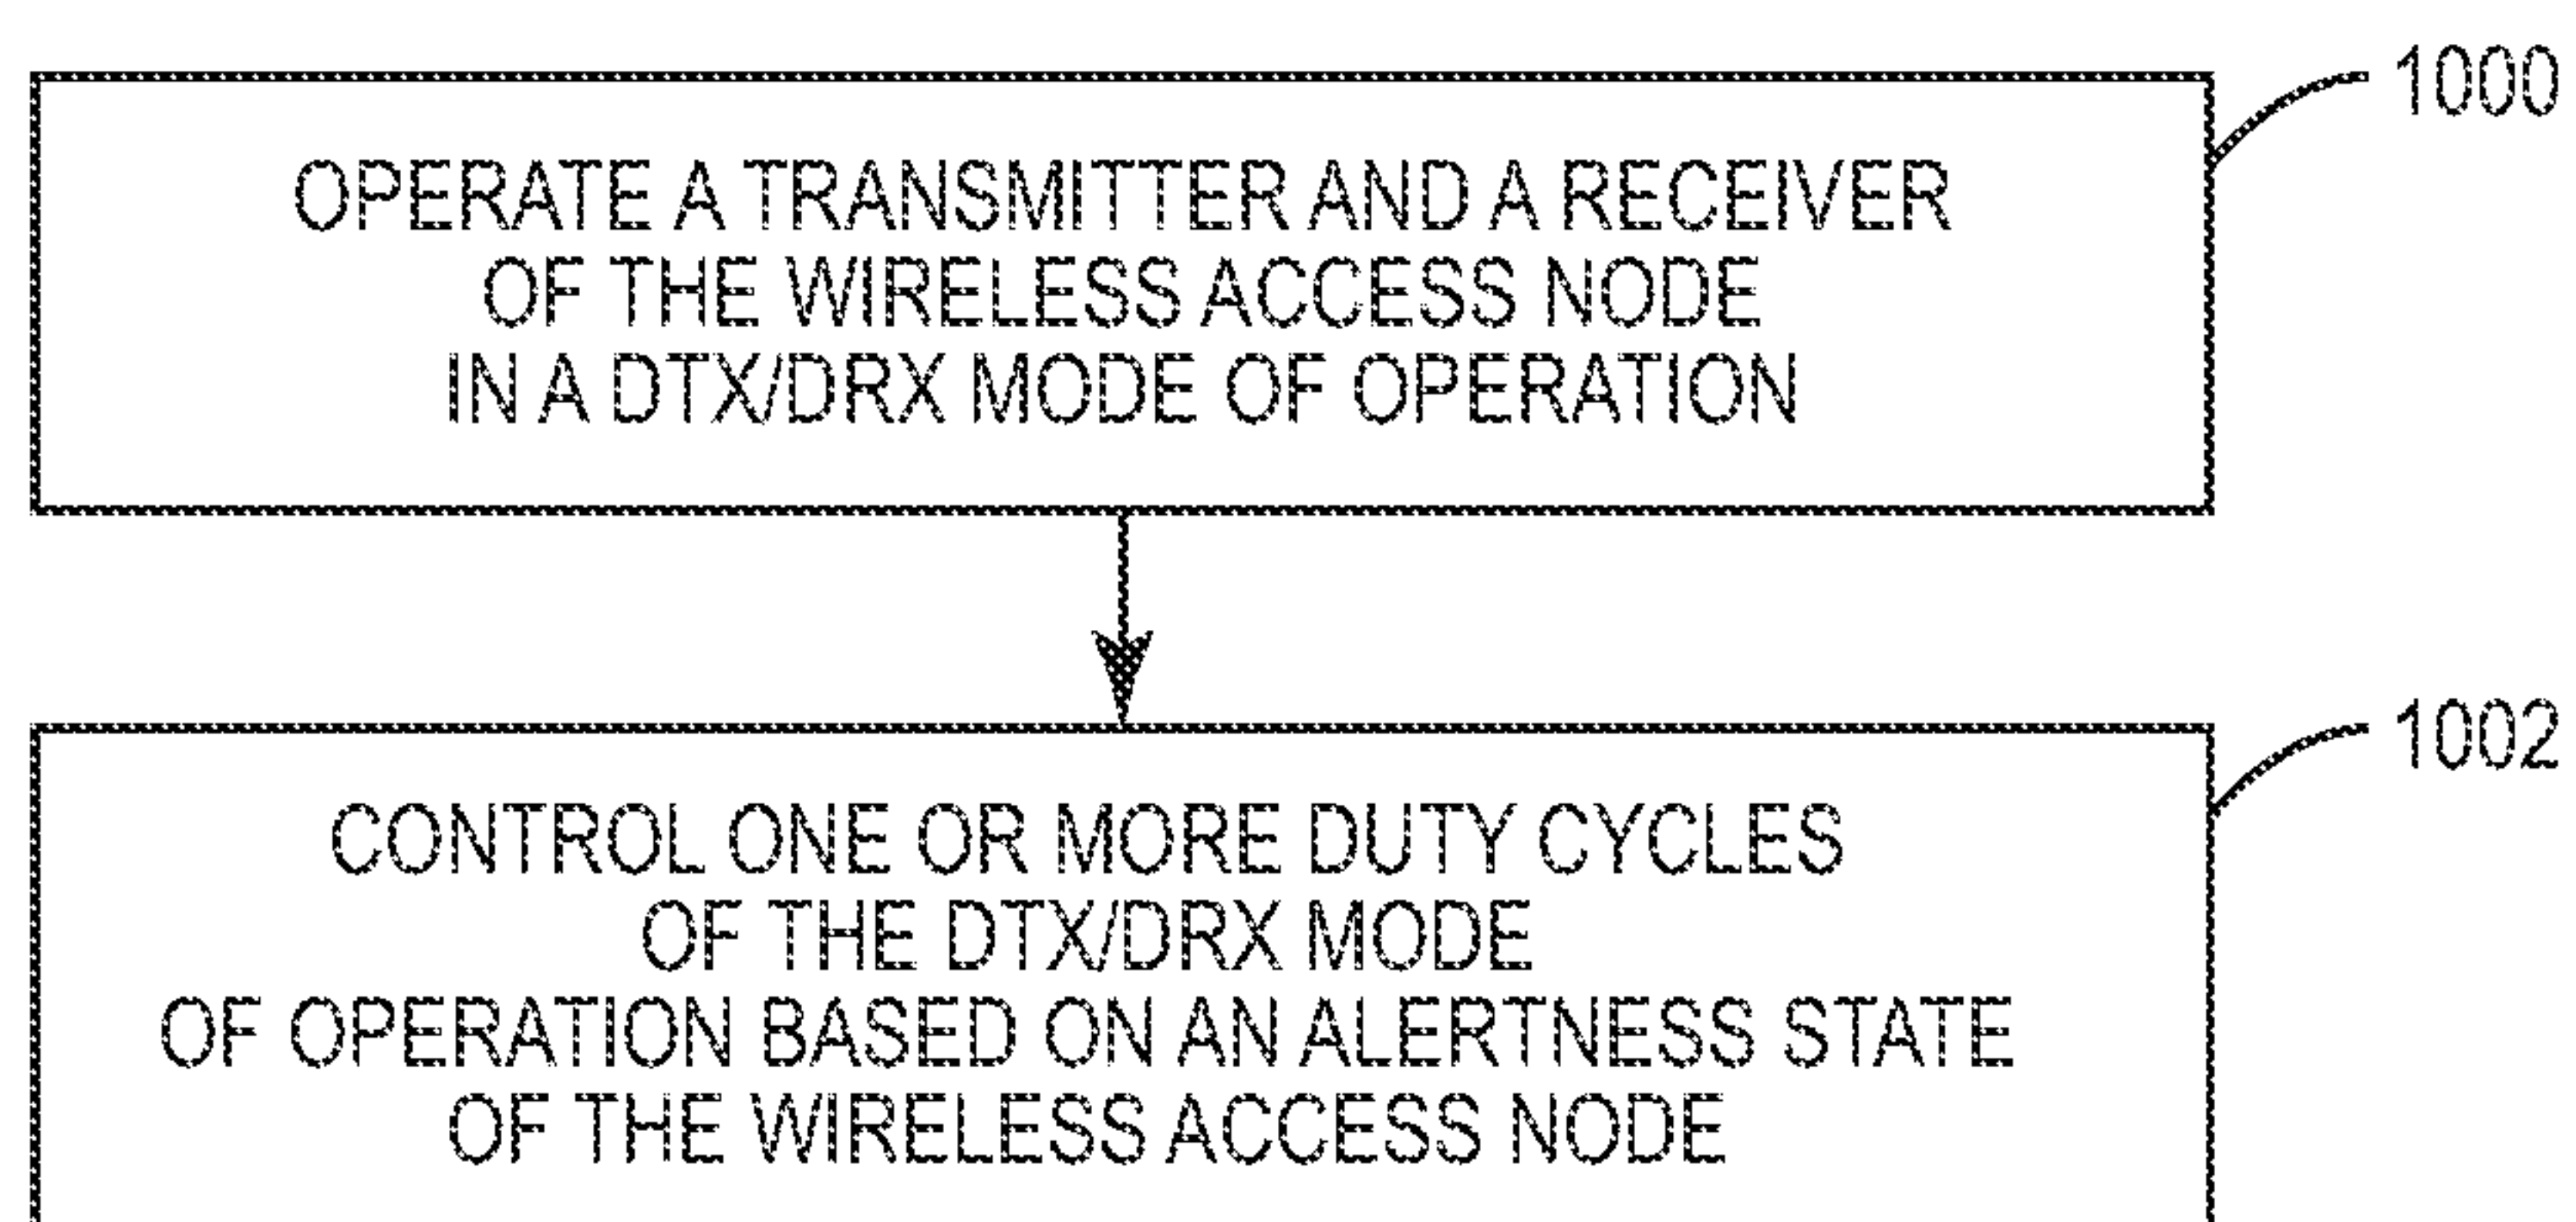 1000
OPERATE A TRANSMITTER AND A RECEIVER
OF THE WIRELESS ACCESS NODE
IN A DTX/DRX MODE OF OPERATION
1002
CONTROL ONE OR MORE DUTY CYCLES
OF THE DTX/DRX MODE
OF OPERATION BASED ON AN ALERTNESS STATE
OF THE WIRELESS ACCESS NODE